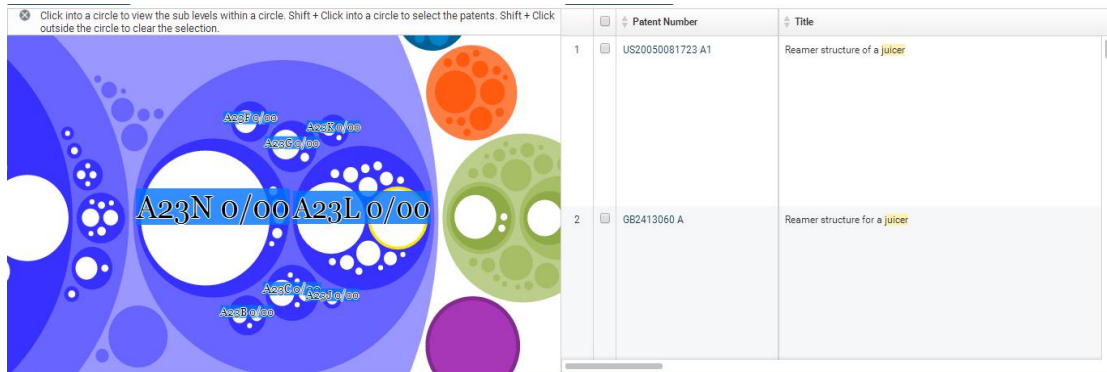 Click into a circle to view the sub levels within a circle. Shift + Click into a circle to select the patents. Shift + Click
outside the circle to clear the selection.
Patent Number
Title
1
US20050081723 A1
Reamer structure of a juicer
2
GB2413060 A
Reamer structure for a juicer
A23F 0/00
A23K 0/00
A23G 0/00
A23N 0/00
A23L 0/00
A23C 0/00
A23J 0/00
A23B 0/00